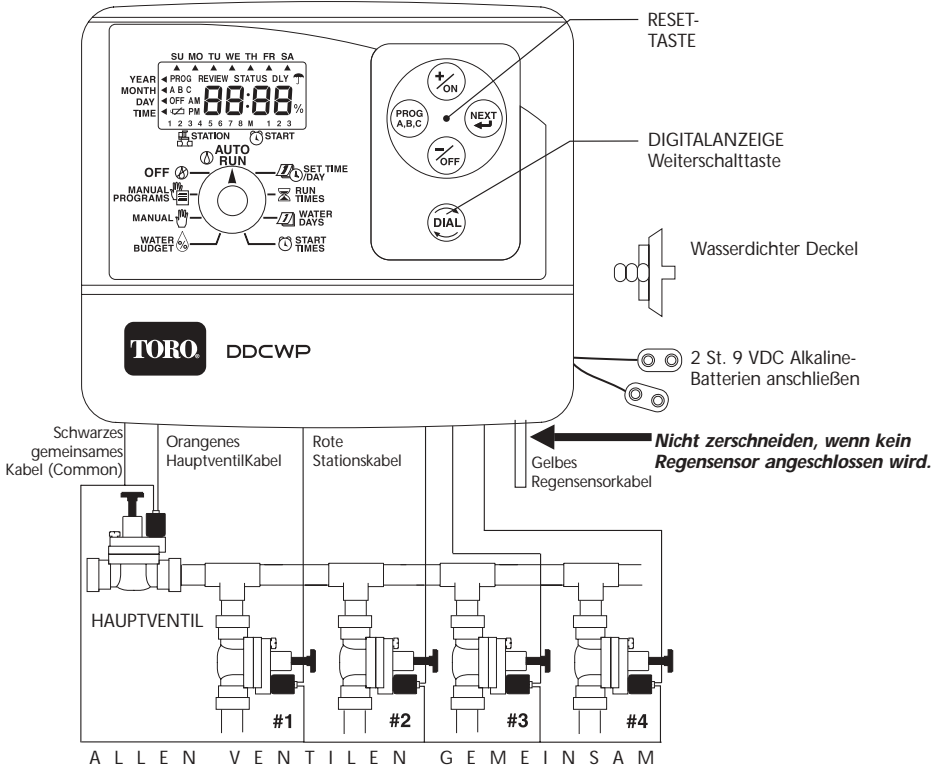 RESET-
TASTE
SU MO TU WE TH FR SA
YEAR
MONTH
DAY
TIME
PROG REVIEW STATUS DLY
A B C
OFF AM
PM
88:88%
1 2 3 4 5 6 7 8 M 1 2 3
STATION
START
+/ON
PROG
A,B,C
NEXT
-/OFF
DIAL
DIGITALANZEIGE
Weiterschalttaste
AUTO
RUN
OFF
SET TIME
/DAY
MANUAL
PROGRAMS
RUN
TIMES
MANUAL
WATER
DAYS
WATER
BUDGET
%
START
TIMES
Wasserdichter Deckel
TORO.
DDCWP
2 St. 9 VDC Alkaline-
Batterien anschließen
Schwarzes
gemeinsames
Kabel (Common)
Orangenes
HauptventilKabel
Rote
Stationskabel
Gelbes
Regensensorkabel
Nicht zerschneiden, wenn kein
Regensensor angeschlossen wird.
HAUPTVENTIL
#1
#2
#3
#4
A L L E N V E N T I L E N G E M E I N S A M